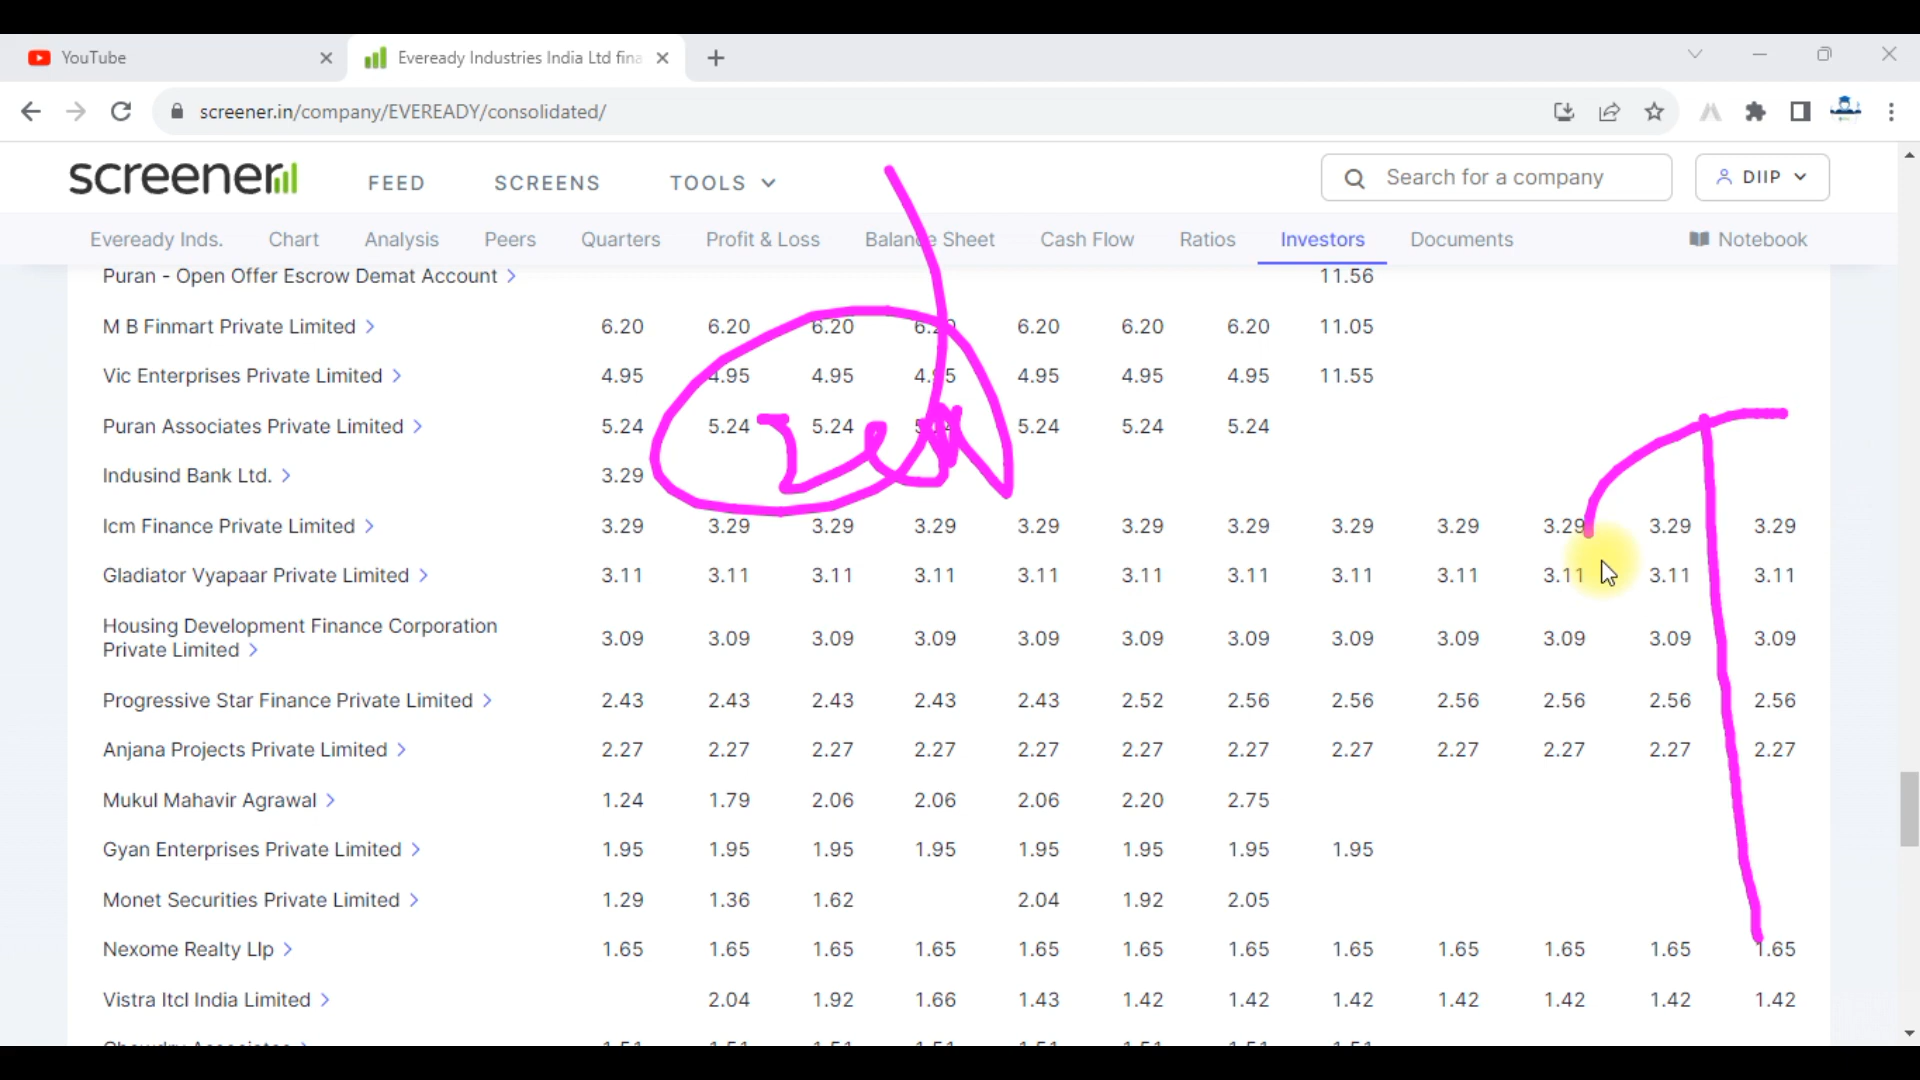 YouTube
Eveready Industries India Ltd fina
screener.in/company/EVEREADY/consolidated/
screener FEED SCREENS TOOLS Search for a company DIIP
Eveready Inds. Chart Analysis Peers Quarters Profit & Loss Balance Sheet Cash Flow Ratios Investors Documents Notebook
Puran - Open Offer Escrow Demat Account 11.56
M B Finmart Private Limited 6.20 6.20 6.20 6.20 6.20 6.20 6.20 11.05
Vic Enterprises Private Limited 4.95 4.95 4.95 4.95 4.95 4.95 4.95 11.55
Puran Associates Private Limited 5.24 5.24 5.24 5.24 5.24 5.24
Indusind Bank Ltd. 3.29
Icm Finance Private Limited 3.29 3.29 3.29 3.29 3.29 3.29 3.29 3.29 3.29 3.29 3.29 3.29
Gladiator Vyapaar Private Limited 3.11 3.11 3.11 3.11 3.11 3.11 3.11 3.11 3.11 3.11 3.11 3.11
Housing Development Finance Corporation
Private Limited 3.09 3.09 3.09 3.09 3.09 3.09 3.09 3.09 3.09 3.09 3.09 3.09
Progressive Star Finance Private Limited 2.43 2.43 2.43 2.43 2.43 2.52 2.56 2.56 2.56 2.56 2.56 2.56
Anjana Projects Private Limited 2.27 2.27 2.27 2.27 2.27 2.27 2.27 2.27 2.27 2.27 2.27 2.27
Mukul Mahavir Agrawal 1.24 1.79 2.06 2.06 2.06 2.20 2.75
Gyan Enterprises Private Limited 1.95 1.95 1.95 1.95 1.95 1.95 1.95 1.95
Monet Securities Private Limited 1.29 1.36 1.62 2.04 1.92 2.05
Nexome Realty Llp 1.65 1.65 1.65 1.65 1.65 1.65 1.65 1.65 1.65 1.65 1.65 1.65
Vistra Itcl India Limited 2.04 1.92 1.66 1.43 1.42 1.42 1.42 1.42 1.42 1.42 1.42